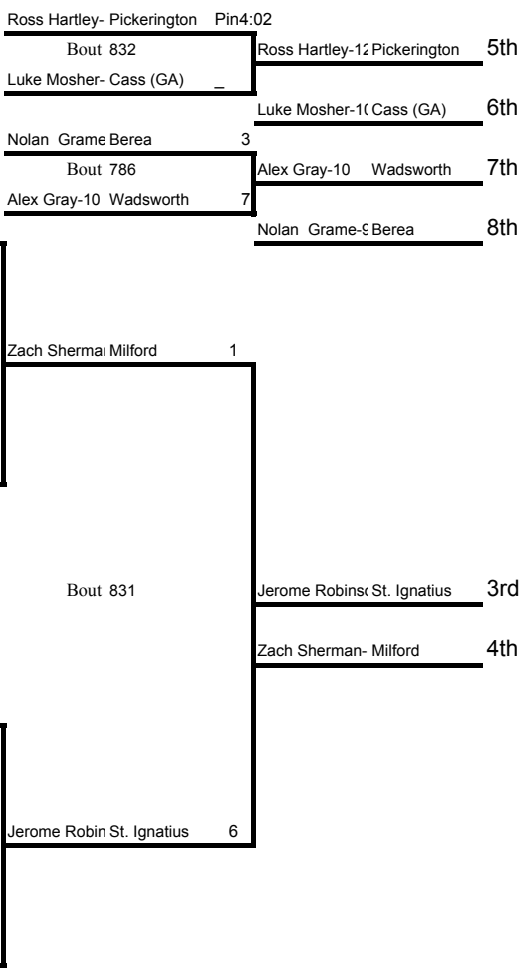 Ross Hartley- Pickerington Pin4:02
Bout 832 Ross Hartley-12 Pickerington 5th
Luke Mosher- Cass (GA) _
Luke Mosher-10 Cass (GA) 6th
Nolan Grame Berea 3
Bout 786 Alex Gray-10 Wadsworth 7th
Alex Gray-10 Wadsworth 7
Nolan Grame-9 Berea 8th
Zach Sherma Milford 1
Bout 831 Jerome Robinso St. Ignatius 3rd
Zach Sherman- Milford 4th
Jerome Robin St. Ignatius 6